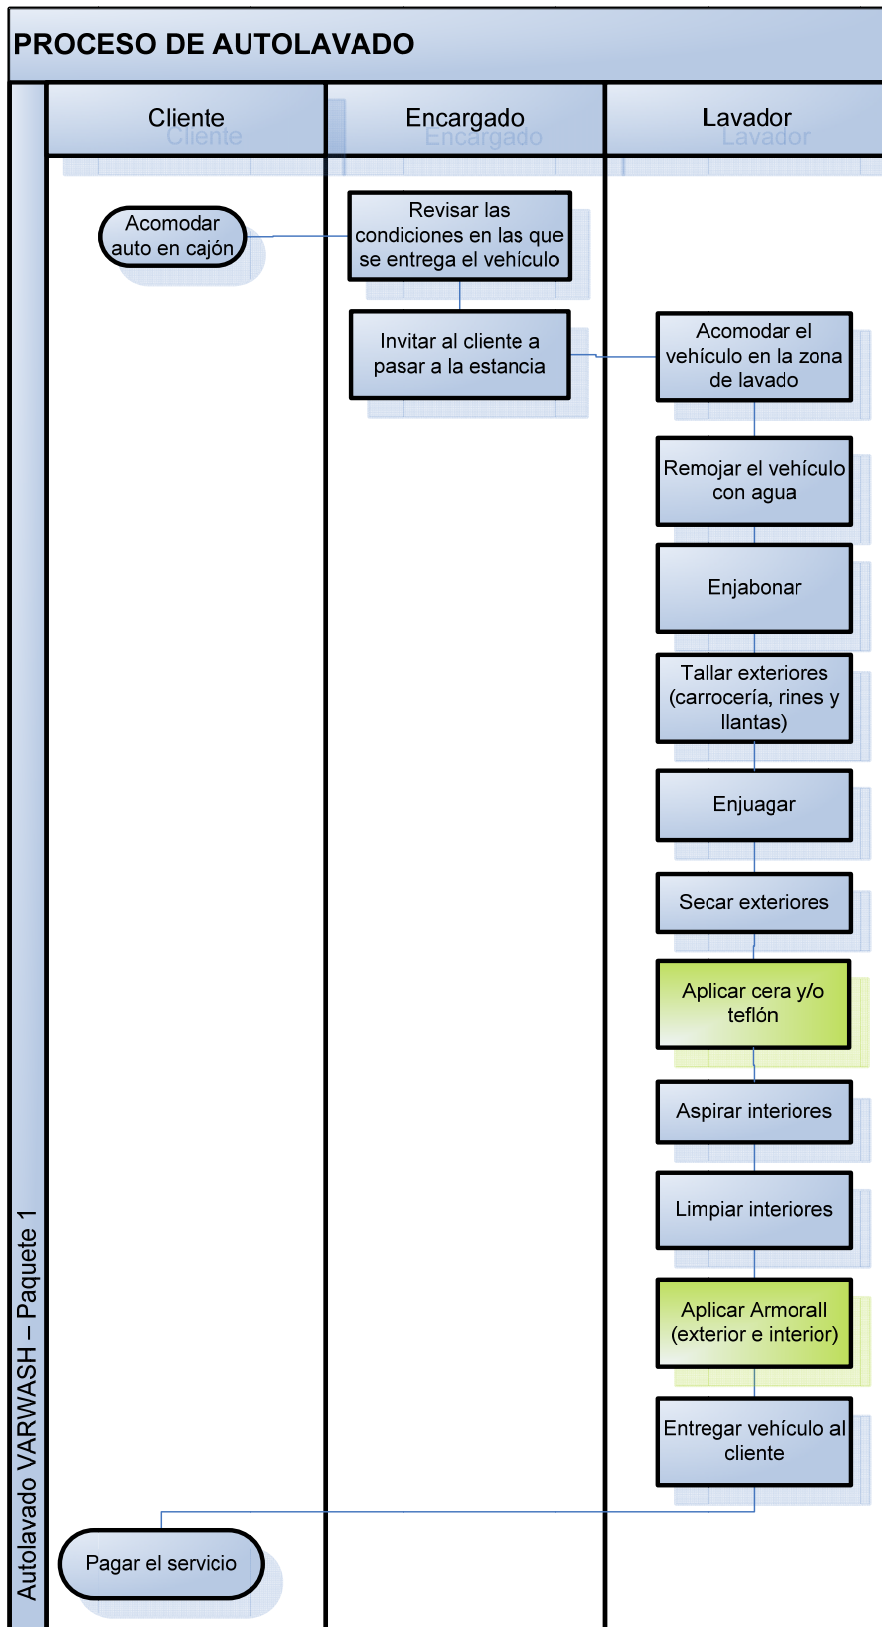 PROCESO DE AUTOLAVADO
Cliente
Encargado
Lavador
Acomodar
auto en cajón
Revisar las
condiciones en las que
se entrega el vehículo
Invitar al cliente a
pasar a la estancia
Acomodar el
vehículo en la zona
de lavado
Remojar el vehículo
con agua
Enjabonar
Tallar exteriores
(carrocería, rines y
llantas)
Enjuagar
Secar exteriores
Aplicar cera y/o
teflón
Aspirar interiores
Limpiar interiores
Aplicar Armorall
(exterior e interior)
Entregar vehículo al
cliente
Pagar el servicio
Autolavado VARWASH – Paquete 1